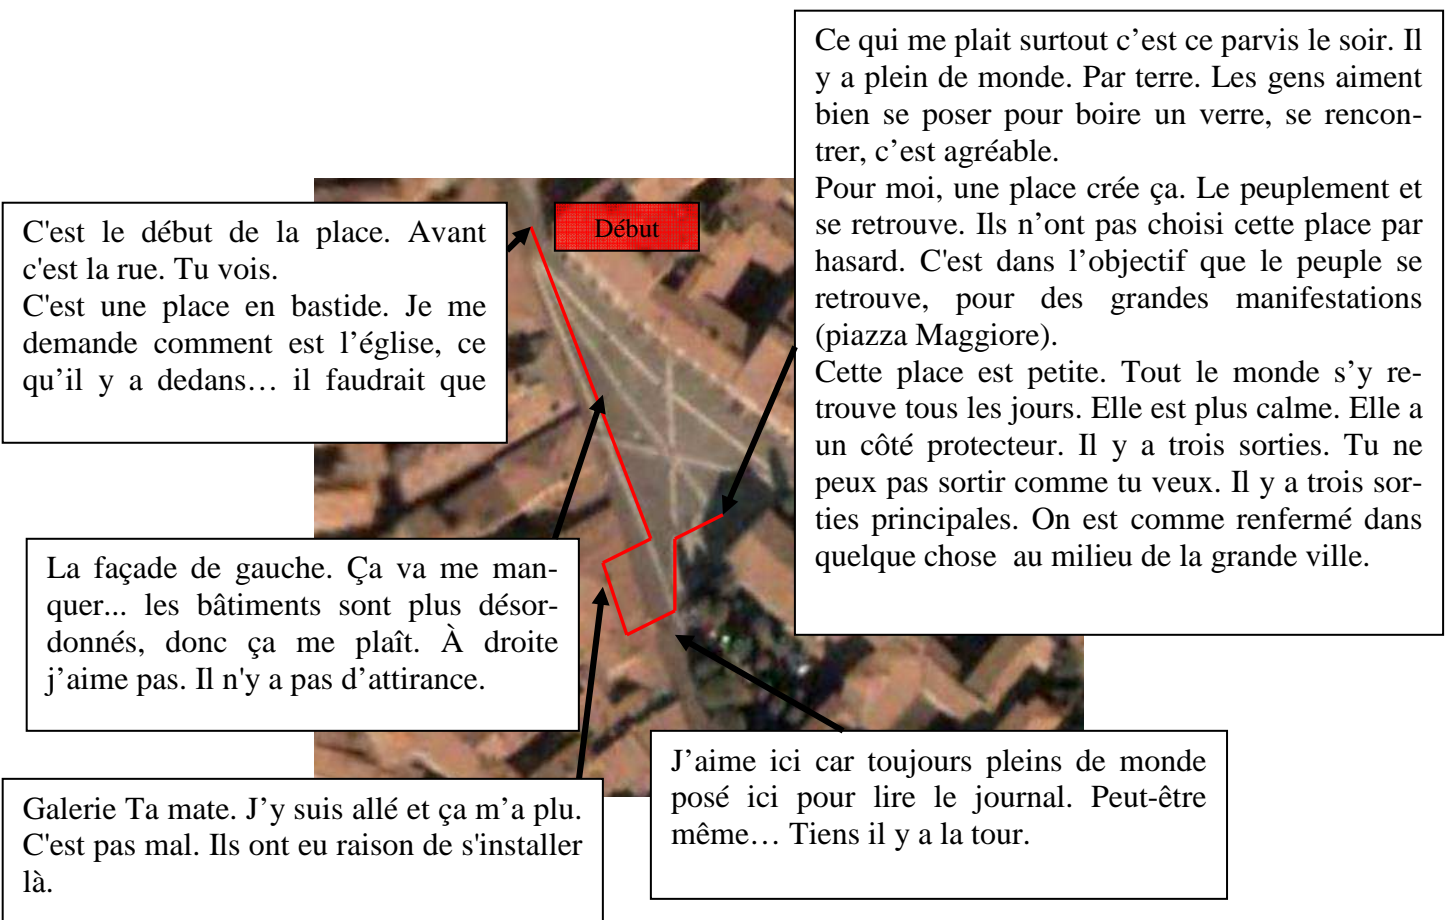 Ce qui me plait surtout c’est ce parvis le soir. Il
y a plein de monde. Par terre. Les gens aiment
bien se poser pour boire un verre, se rencon-
trer, c’est agréable.
Pour moi, une place crée ça. Le peuplement et
se retrouve. Ils n’ont pas choisi cette place par
hasard. C'est dans l’objectif que le peuple se
retrouve, pour des grandes manifestations
(piazza Maggiore).
Cette place est petite. Tout le monde s’y re-
trouve tous les jours. Elle est plus calme. Elle a
un côté protecteur. Il y a trois sorties. Tu ne
peux pas sortir comme tu veux. Il y a trois sor-
ties principales. On est comme renfermé dans
quelque chose au milieu de la grande ville.
Début
C'est le début de la place. Avant
c'est la rue. Tu vois.
C'est une place en bastide. Je me
demande comment est l’église, ce
qu’il y a dedans… il faudrait que
La façade de gauche. Ça va me man-
quer... les bâtiments sont plus désor-
donnés, donc ça me plaît. À droite
j’aime pas. Il n'y a pas d’attirance.
J’aime ici car toujours pleins de monde
posé ici pour lire le journal. Peut-être
même… Tiens il y a la tour.
Galerie Ta mate. J’y suis allé et ça m’a plu.
C'est pas mal. Ils ont eu raison de s'installer
là.